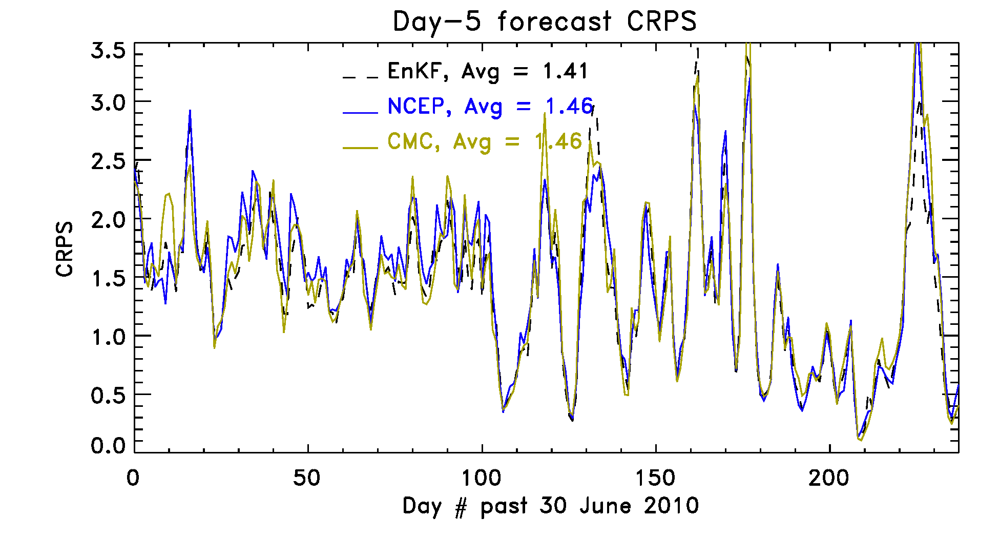 Day-5 forecast CRPS
3.5
3.0
2.5
2.0
1.5
1.0
0.5
0.0
CRPS
EnKF, Avg = 1.41
NCEP, Avg = 1.46
CMC, Avg = 1.46
0 50 100 150 200
Day # past 30 June 2010